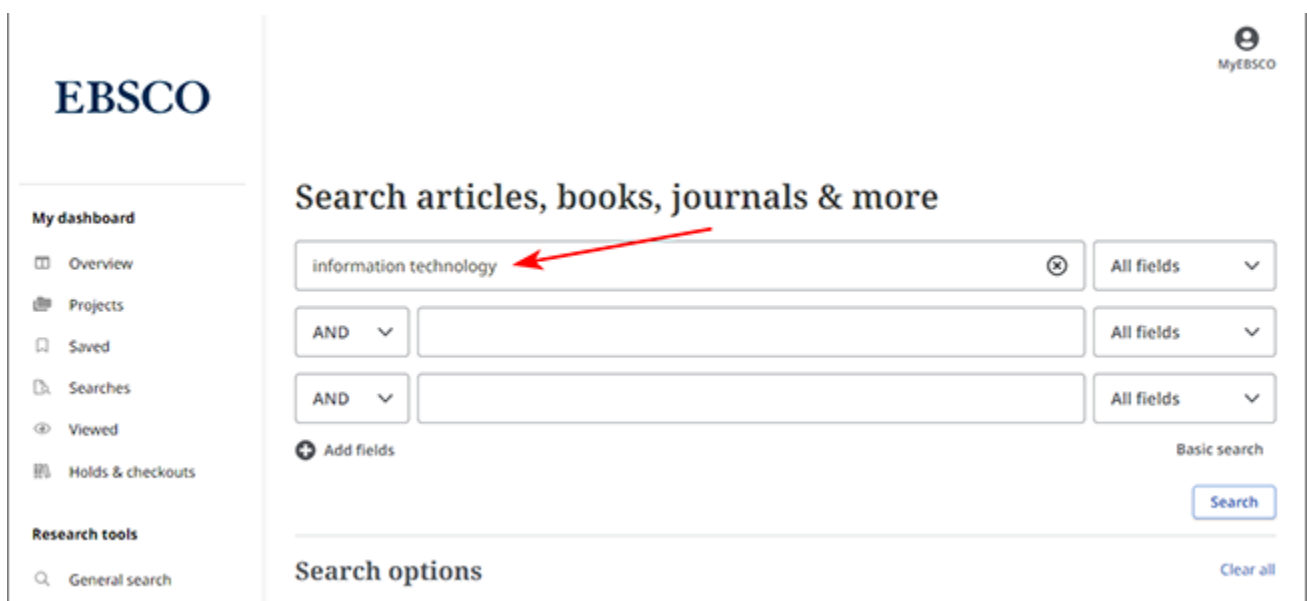 MyEBSCO
EBSCO
My dashboard
Overview
Projects
Saved
Searches
Viewed
Holds & checkouts
Research tools
General search
Search articles, books, journals & more
information technology All fields
AND All fields
AND All fields
Add fields Basic search
Search
Search options Clear all